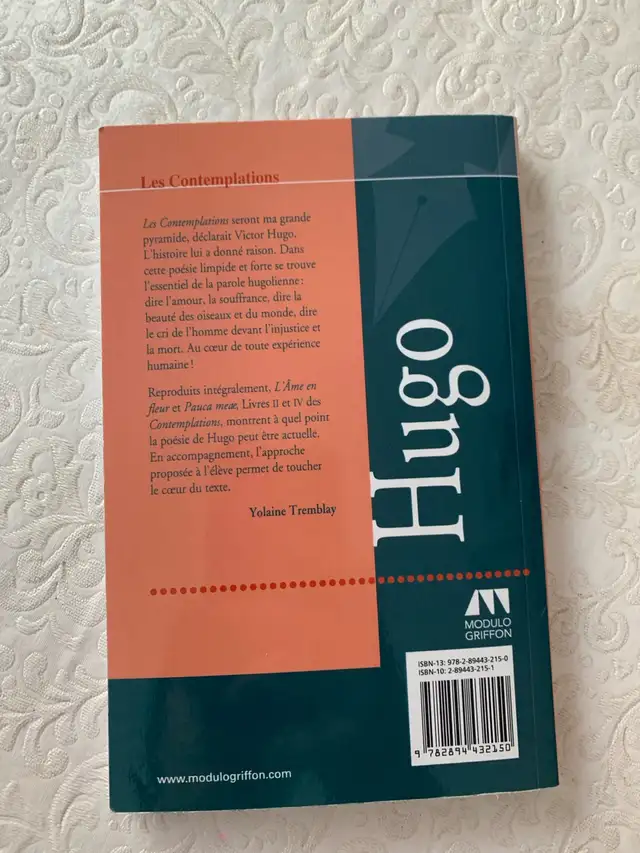 Les Contemplations
Les Contemplations seront ma grande
pyramide, déclarait Victor Hugo.
L'histoire lui a donné raison. Dans
cette poésie limpide et forte se trouve
l'essentiel de la parole hugolienne :
dire l'amour, la souffrance, dire la
beauté des oiseaux et du monde, dire
le cri de l'homme devant l'injustice et
la mort. Au cœur de toute expérience
humaine !
Reproduits intégralement, L'Âme en
fleur et Pauca meæ, Livres II et IV des
Contemplations, montrent à quel point
la poésie de Hugo peut être actuelle.
En accompagnement, l'approche
proposée à l'élève permet de toucher
le cœur du texte.
Yolaine Tremblay
Hugo
MODULO
GRIFFON
ISBN-13: 978-2-89443-215-0
ISBN-10: 2-89443-215-1
9 782894 432150
www.modulogriffon.com